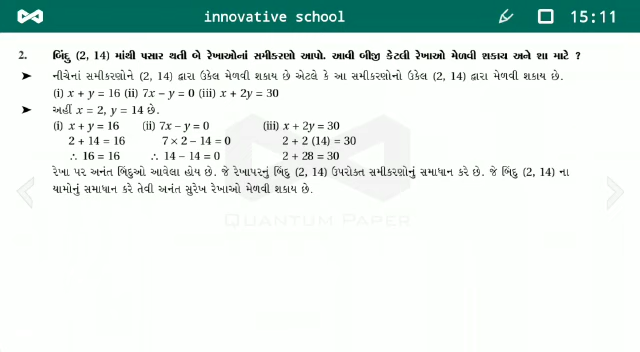 innovative school
15:11
2. બિંદુ (2, 14) માંથી પસાર થતી બે રેખાઓનાં સમીકરણો આપો. આવી બીજી કેટલી રેખાઓ મેળવી શકાય અને શા માટે ?
➤ નીચેનાં સમીકરણોને (2, 14) દ્વારા ઉકેલ મેળવી શકાય છે એટલે કે આ સમીકરણોનો ઉકેલ (2, 14) દ્વારા મેળવી શકાય છે.
(i) x + y = 16 (ii) 7x – y = 0 (iii) x + 2y = 30
➤ અહીં x = 2, y = 14 છે.
(i) x + y = 16 (ii) 7x – y = 0 (iii) x + 2y = 30
2 + 14 = 16 7 × 2 – 14 = 0 2 + 2 (14) = 30
∴ 16 = 16 ∴ 14 – 14 = 0 2 + 28 = 30
રેખા પર અનંત બિંદુઓ આવેલા હોય છે. જે રેખાપરનું બિંદુ (2, 14) ઉપરોક્ત સમીકરણોનું સમાધાન કરે છે. જે બિંદુ (2, 14) ના
યામોનું સમાધાન કરે તેવી અનંત સુરેખ રેખાઓ મેળવી શકાય છે.
QUANTUM PAPER